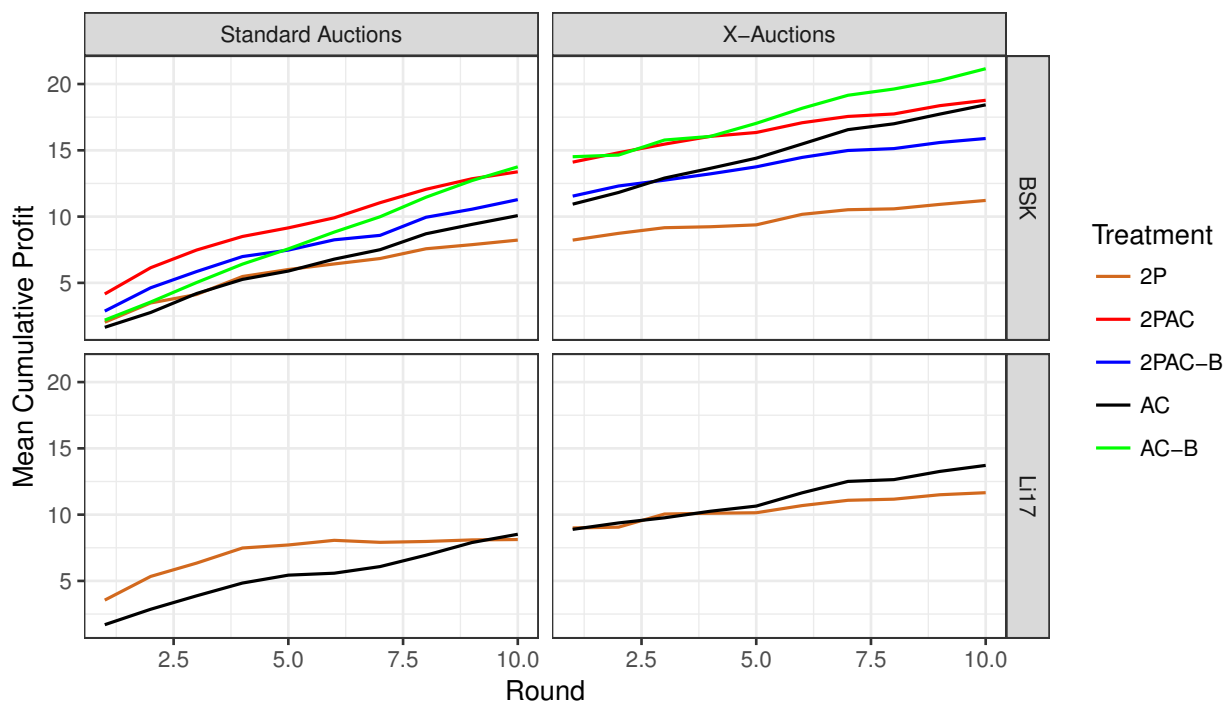 Standard Auctions
X−Auctions
20
15
10
5
BSK
20
15
10
5
Li17
2.5
5.0
7.5
10.0
2.5
5.0
7.5
10.0
Round
Mean Cumulative Profit
Treatment
2P
2PAC
2PAC−B
AC
AC−B